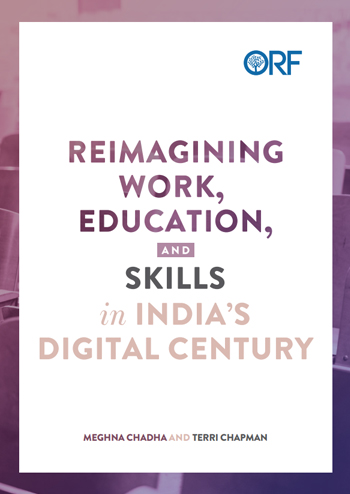 ORF
REIMAGINING
WORK,
EDUCATION,
AND
SKILLS
in INDIA'S
DIGITAL CENTURY
MEGHNA CHADHA AND TERRI CHAPMAN